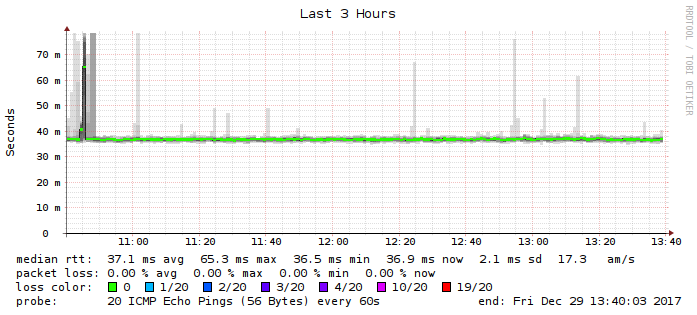 Last 3 Hours
RRDTOOL / TOBI OETIKER
Seconds
70 m
60 m
50 m
40 m
30 m
20 m
10 m
0
11:00 11:20 11:40 12:00 12:20 12:40 13:00 13:20 13:40
median rtt: 37.1 ms avg 65.3 ms max 36.5 ms min 36.9 ms now 2.1 ms sd 17.3 am/s
packet loss: 0.00 % avg 0.00 % max 0.00 % min 0.00 % now
loss color: 0 1/20 2/20 3/20 4/20 10/20 19/20
probe: 20 ICMP Echo Pings (56 Bytes) every 60s end: Fri Dec 29 13:40:03 2017